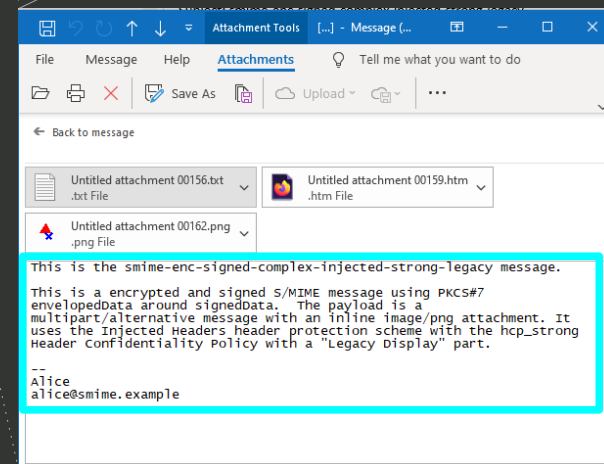 Attachment Tools
[...] - Message (...
File Message Help Attachments Tell me what you want to do
Save As Upload
Back to message
Untitled attachment 00156.txt
.txt File
Untitled attachment 00159.htm
.htm File
Untitled attachment 00162.png
.png File
This is the smime-enc-signed-complex-injected-strong-legacy message.
This is a encrypted and signed S/MIME message using PKCS#7
envelopedData around signedData.  The payload is a
multipart/alternative message with an inline image/png attachment. It
uses the Injected Headers header protection scheme with the hcp_strong
Header Confidentiality Policy with a "Legacy Display" part.
--
Alice
alice@smime.example